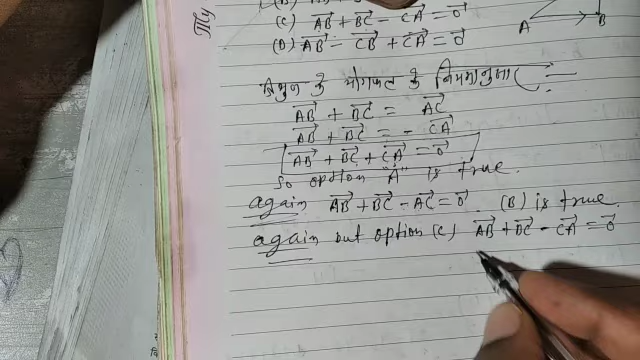 (C) AB⃗ + BC⃗ − CA⃗ = 0⃗
(D) AB⃗ − CB⃗ + CA⃗ = 0⃗
A B
त्रिभुज के योगफल के नियमानुसार :—
AB⃗ + BC⃗ = AC⃗
AB⃗ + BC⃗ = − CA⃗
AB⃗ + BC⃗ + CA⃗ = 0⃗
So option "A" is true.
again AB⃗ + BC⃗ − AC⃗ = 0⃗ (B) is true.
again but option (C) AB⃗ + BC⃗ − CA⃗ = 0⃗